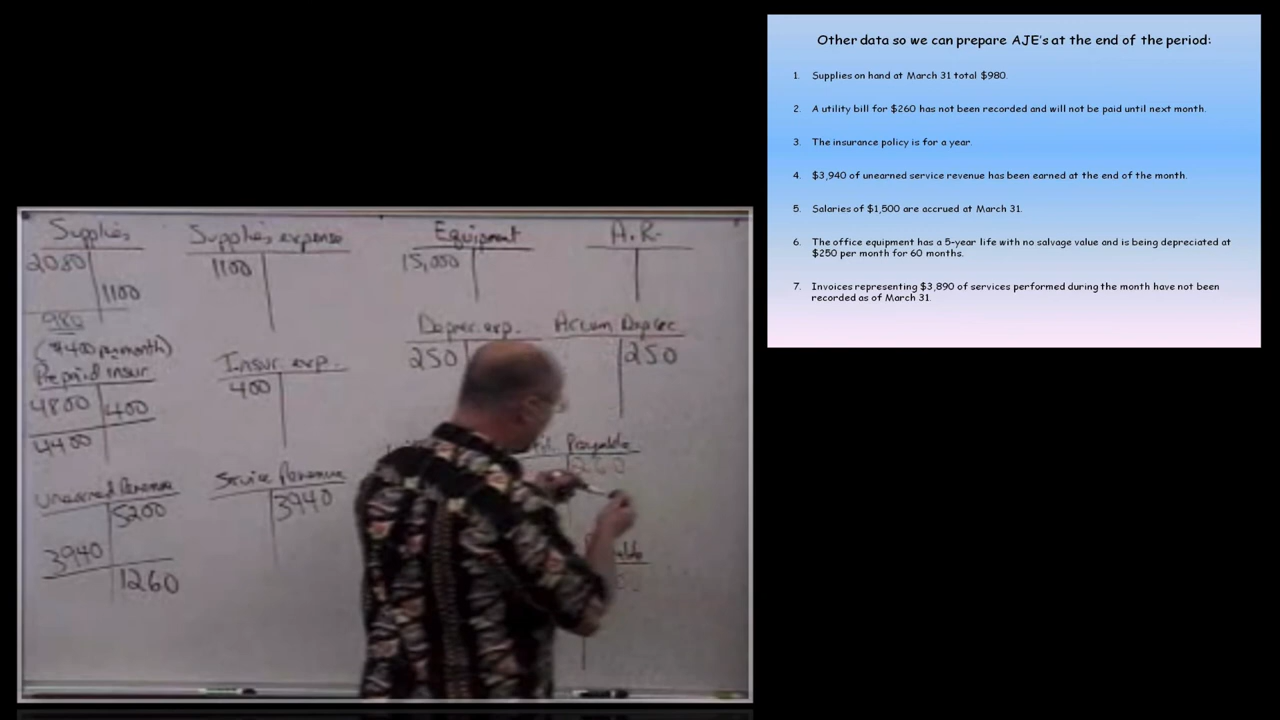 Other data so we can prepare AJE's at the end of the period:
1. Supplies on hand at March 31 total $980.
2. A utility bill for $260 has not been recorded and will not be paid until next month.
3. The insurance policy is for a year.
4. $3,940 of unearned service revenue has been earned at the end of the month.
5. Salaries of $1,500 are accrued at March 31.
6. The office equipment has a 5-year life with no salvage value and is being depreciated at
$250 per month for 60 months.
7. Invoices representing $3,890 of services performed during the month have not been
recorded as of March 31.
Supplies
2080
1100
980
Supplies expense
1100
Equipment
15,000
A.R.
($400 per month)
Prepaid Insur
4800 400
4400
Insur. exp.
400
Deprec. exp.
250
Accum Deprec
250
Payable
260
Unearned Revenue
5200
3940
1260
Service Revenue
3940